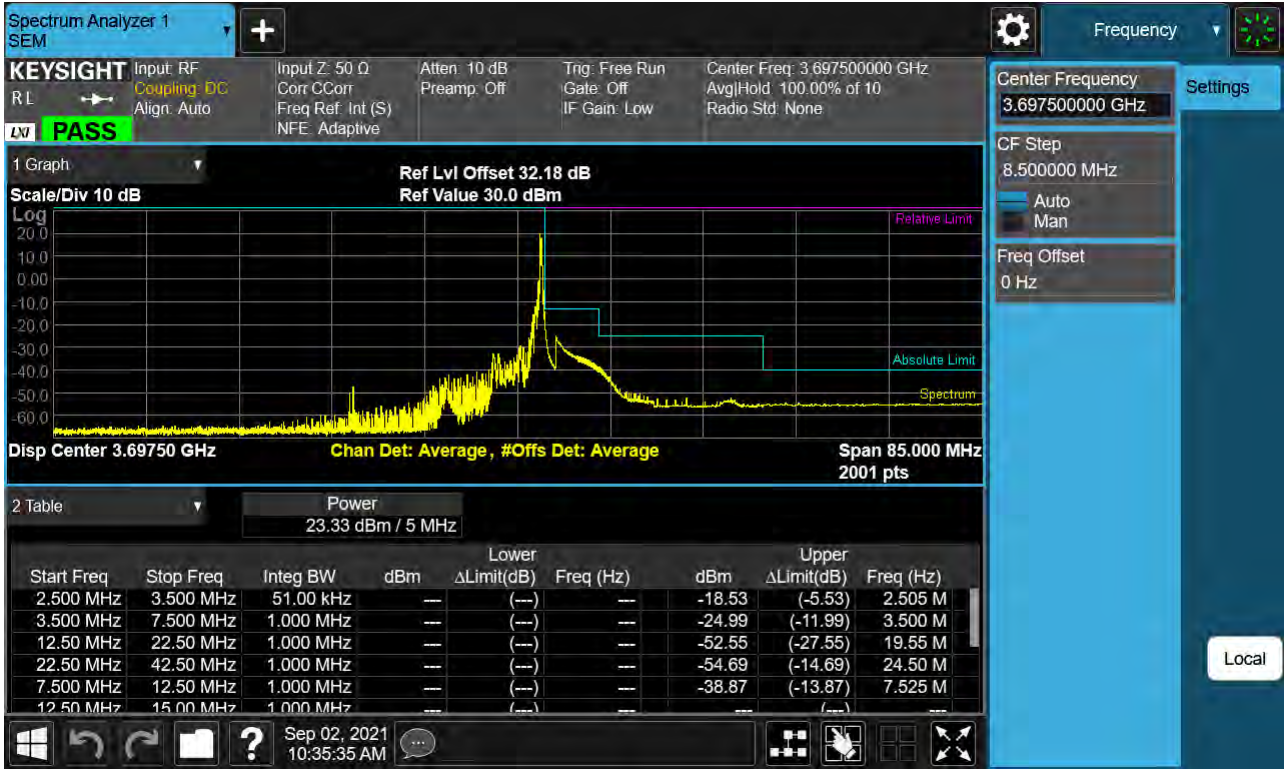 Spectrum Analyzer 1
SEM
+
Frequency
KEYSIGHT
R L
LXI
PASS
Input: RF
Coupling: DC
Align: Auto
Input Z: 50 Ω
Corr CCorr
Freq Ref: Int (S)
NFE: Adaptive
Atten: 10 dB
Preamp: Off
Trig: Free Run
Gate: Off
IF Gain: Low
Center Freq: 3.697500000 GHz
Avg|Hold: 100.00% of 10
Radio Std: None
Center Frequency
3.697500000 GHz
Settings
CF Step
8.500000 MHz
Auto
Man
Freq Offset
0 Hz
1 Graph
Ref Lvl Offset 32.18 dB
Scale/Div 10 dB
Ref Value 30.0 dBm
Log
Relative Limit
20.0
10.0
0.00
-10.0
-20.0
-30.0
Absolute Limit
-40.0
-50.0
Spectrum
-60.0
Disp Center 3.69750 GHz
Chan Det: Average, #Offs Det: Average
Span 85.000 MHz
2001 pts
2 Table
Power
23.33 dBm / 5 MHz
Lower Upper
Start Freq Stop Freq Integ BW dBm ΔLimit(dB) Freq (Hz) dBm ΔLimit(dB) Freq (Hz)
2.500 MHz 3.500 MHz 51.00 kHz --- (---) --- -18.53 (-5.53) 2.505 M
3.500 MHz 7.500 MHz 1.000 MHz --- (---) --- -24.99 (-11.99) 3.500 M
12.50 MHz 22.50 MHz 1.000 MHz --- (---) --- -52.55 (-27.55) 19.55 M
22.50 MHz 42.50 MHz 1.000 MHz --- (---) --- -54.69 (-14.69) 24.50 M
7.500 MHz 12.50 MHz 1.000 MHz --- (---) --- -38.87 (-13.87) 7.525 M
12.50 MHz 15.00 MHz 1.000 MHz --- (---) --- --- (---) ---
Local
?
Sep 02, 2021
10:35:35 AM